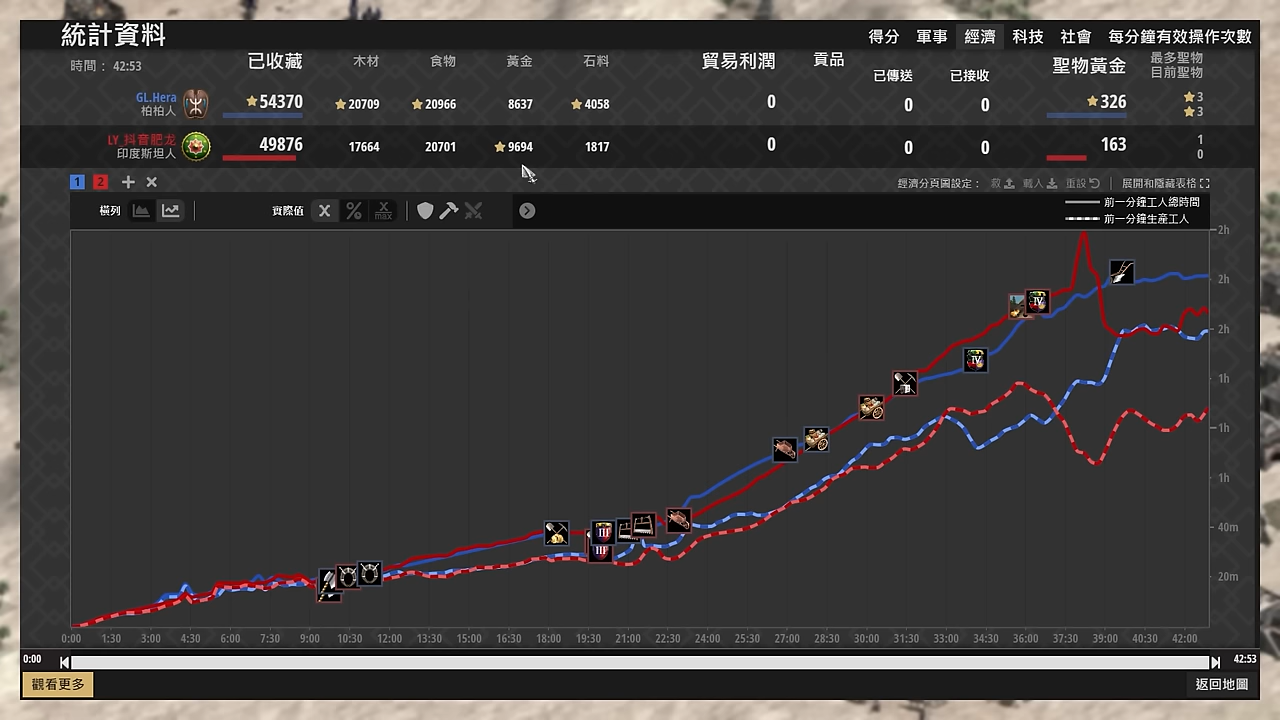 統計資料
得分 軍事 經濟 科技 社會 每分鐘有效操作次數
時間： 42:53
已收藏 木材 食物 黃金 石料 貿易利潤 貢品 已傳送 已接收 聖物黃金 最多聖物 目前聖物
GL.Hera 柏柏人 54370 20709 20966 8637 4058 0 0 0 326 3 3
LY_抖音肥龙 印度斯坦人 49876 17664 20701 9694 1817 0 0 0 163 1 0
1 2 經濟分頁圖設定： 載入 重設 展開和隱藏表格
橫列 實際值 X % X max
前一分鐘工人總時間
前一分鐘生產工人
2h
2h
2h
1h
1h
1h
40m
20m
III
III
IV
IV
0:00 1:30 3:00 4:30 6:00 7:30 9:00 10:30 12:00 13:30 15:00 16:30 18:00 19:30 21:00 22:30 24:00 25:30 27:00 28:30 30:00 31:30 33:00 34:30 36:00 37:30 39:00 40:30 42:00
0:00 42:53
觀看更多 返回地圖